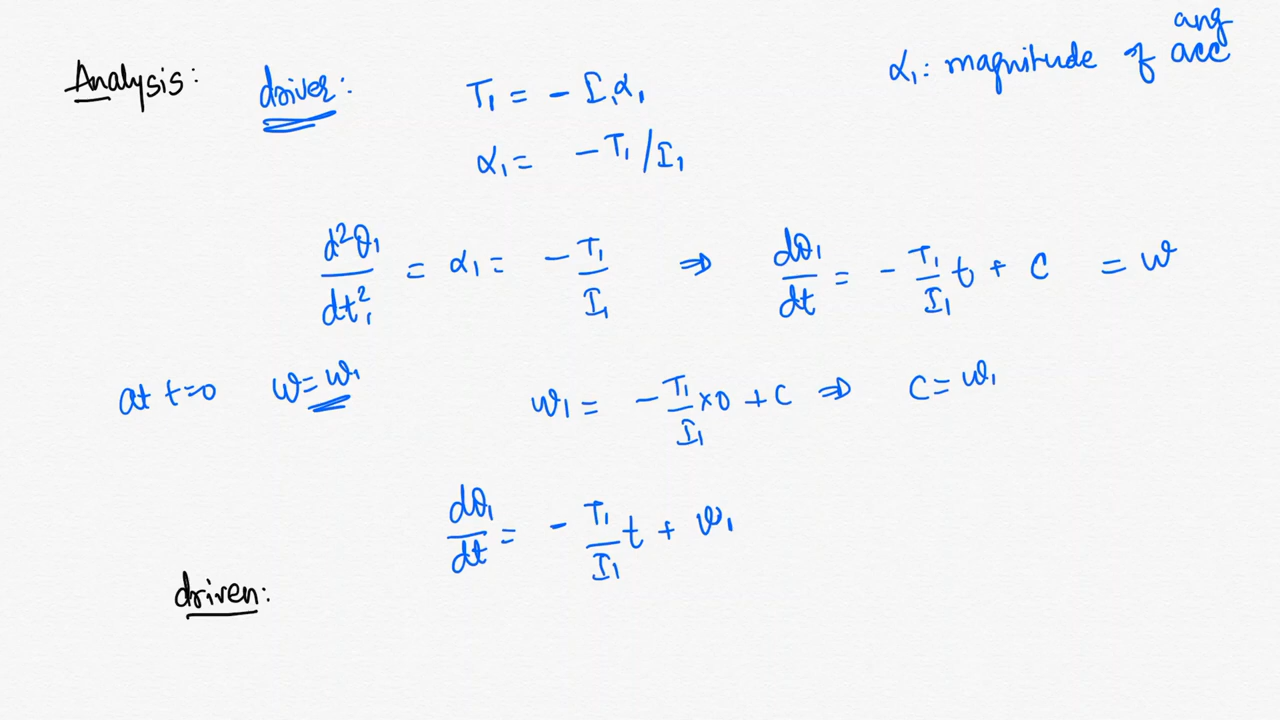 Analysis: driver: T₁ = - I₁α₁ α₁: magnitude of ang acc
α₁ = - T₁/I₁
d²θ₁/dt₁² = α₁ = - T₁/I₁ ⇒ dθ₁/dt = - T₁/I₁ t + C = ω
at t=0 ω=ω₁ ω₁ = - T₁/I₁ ×0 + C ⇒ C = ω₁
dθ₁/dt = - T₁/I₁ t + ω₁
driven: